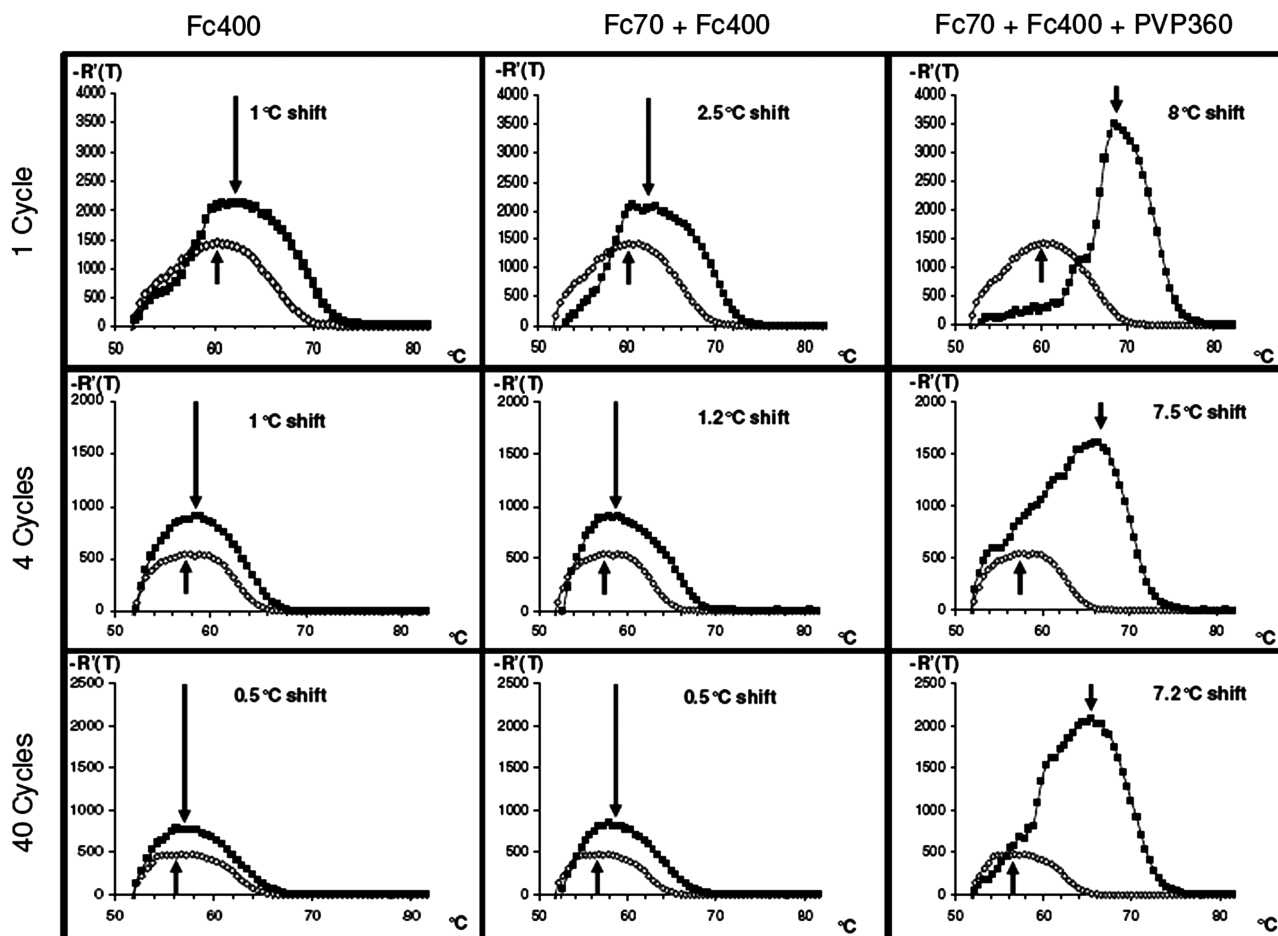 Fc400
Fc70 + Fc400
Fc70 + Fc400 + PVP360
1 Cycle
-R'(T)
4000
3500
3000
2500
2000
1500
1000
500
0
50
60
70
80
°C
1°C shift
-R'(T)
4000
3500
3000
2500
2000
1500
1000
500
0
50
60
70
80
°C
2.5°C shift
-R'(T)
4000
3500
3000
2500
2000
1500
1000
500
0
50
60
70
80
°C
8°C shift
4 Cycles
-R'(T)
2000
1500
1000
500
0
50
60
70
80
°C
1°C shift
-R'(T)
2000
1500
1000
500
0
50
60
70
80
°C
1.2°C shift
-R'(T)
2000
1500
1000
500
0
50
60
70
80
°C
7.5°C shift
40 Cycles
-R'(T)
2500
2000
1500
1000
500
0
50
60
70
80
°C
0.5°C shift
-R'(T)
2500
2000
1500
1000
500
0
50
60
70
80
°C
0.5°C shift
-R'(T)
2500
2000
1500
1000
500
0
50
60
70
80
°C
7.2°C shift